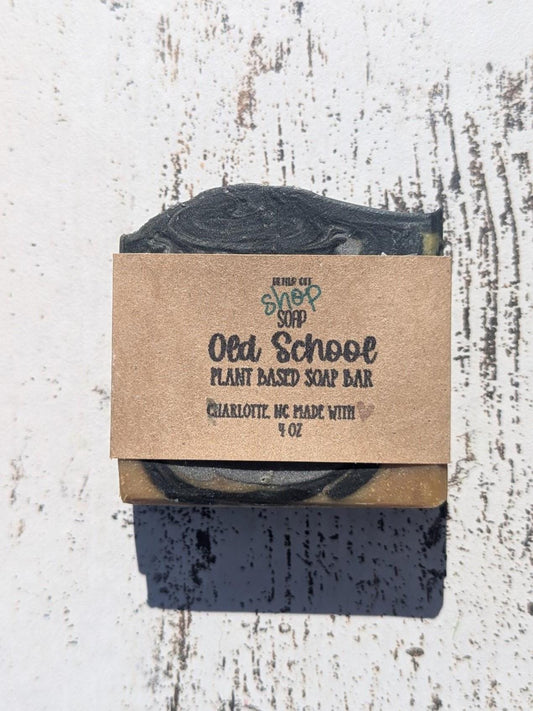 shop
SOAP
Old School
PLANT BASED SOAP BAR
CHARLOTTE, NC MADE WITH
4 OZ